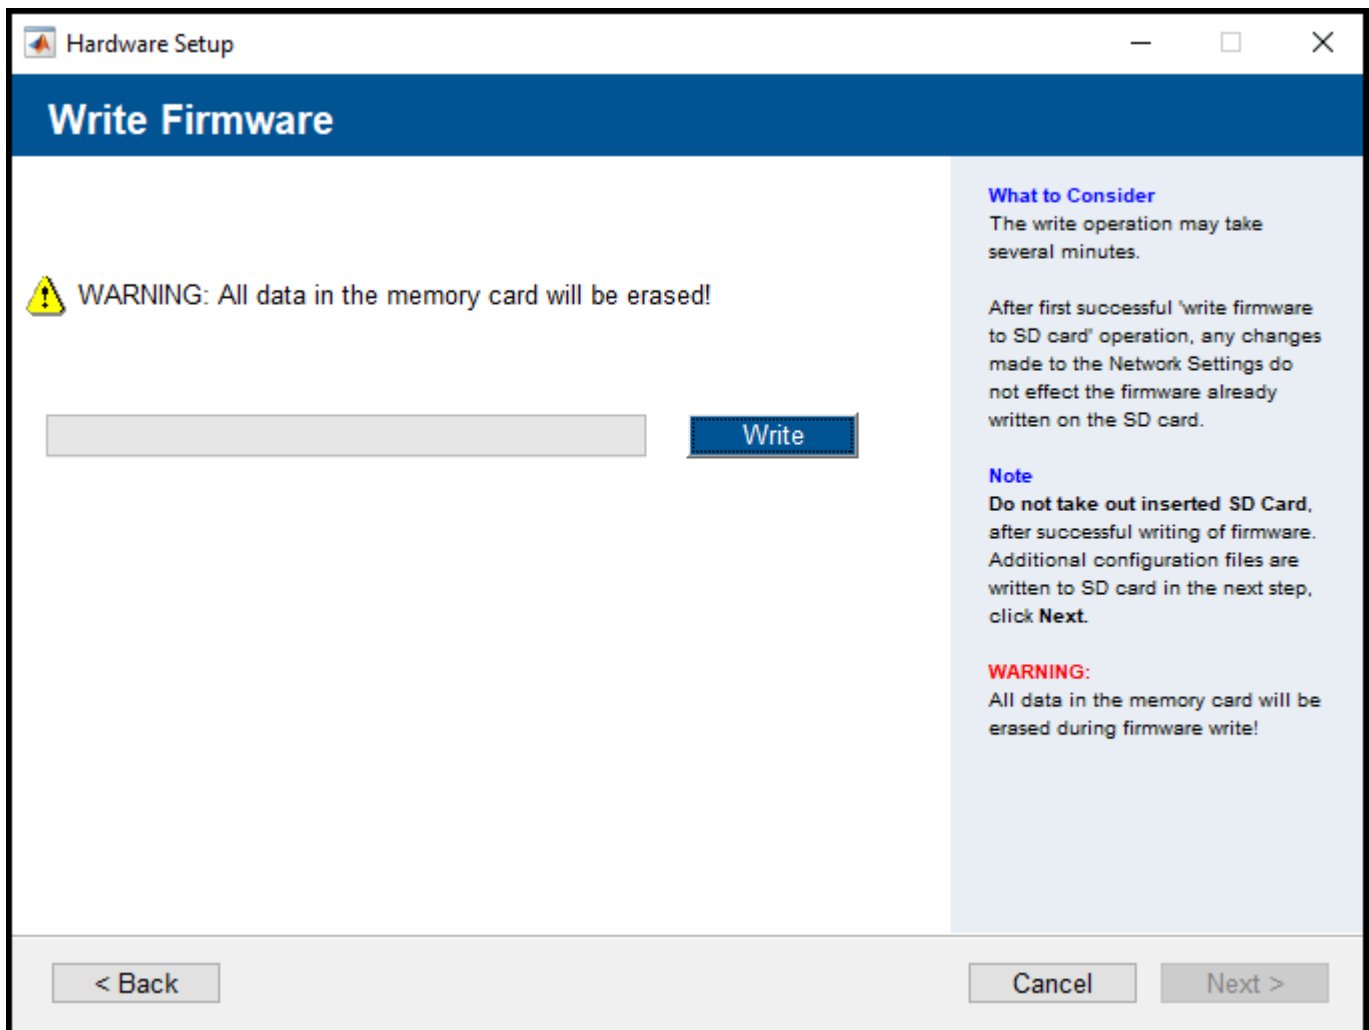 Hardware Setup
Write Firmware
WARNING: All data in the memory card will be erased!
Write
What to Consider
The write operation may take
several minutes.
After first successful 'write firmware
to SD card' operation, any changes
made to the Network Settings do
not effect the firmware already
written on the SD card.
Note
Do not take out inserted SD Card,
after successful writing of firmware.
Additional configuration files are
written to SD card in the next step,
click Next.
WARNING:
All data in the memory card will be
erased during firmware write!
< Back
Cancel
Next >